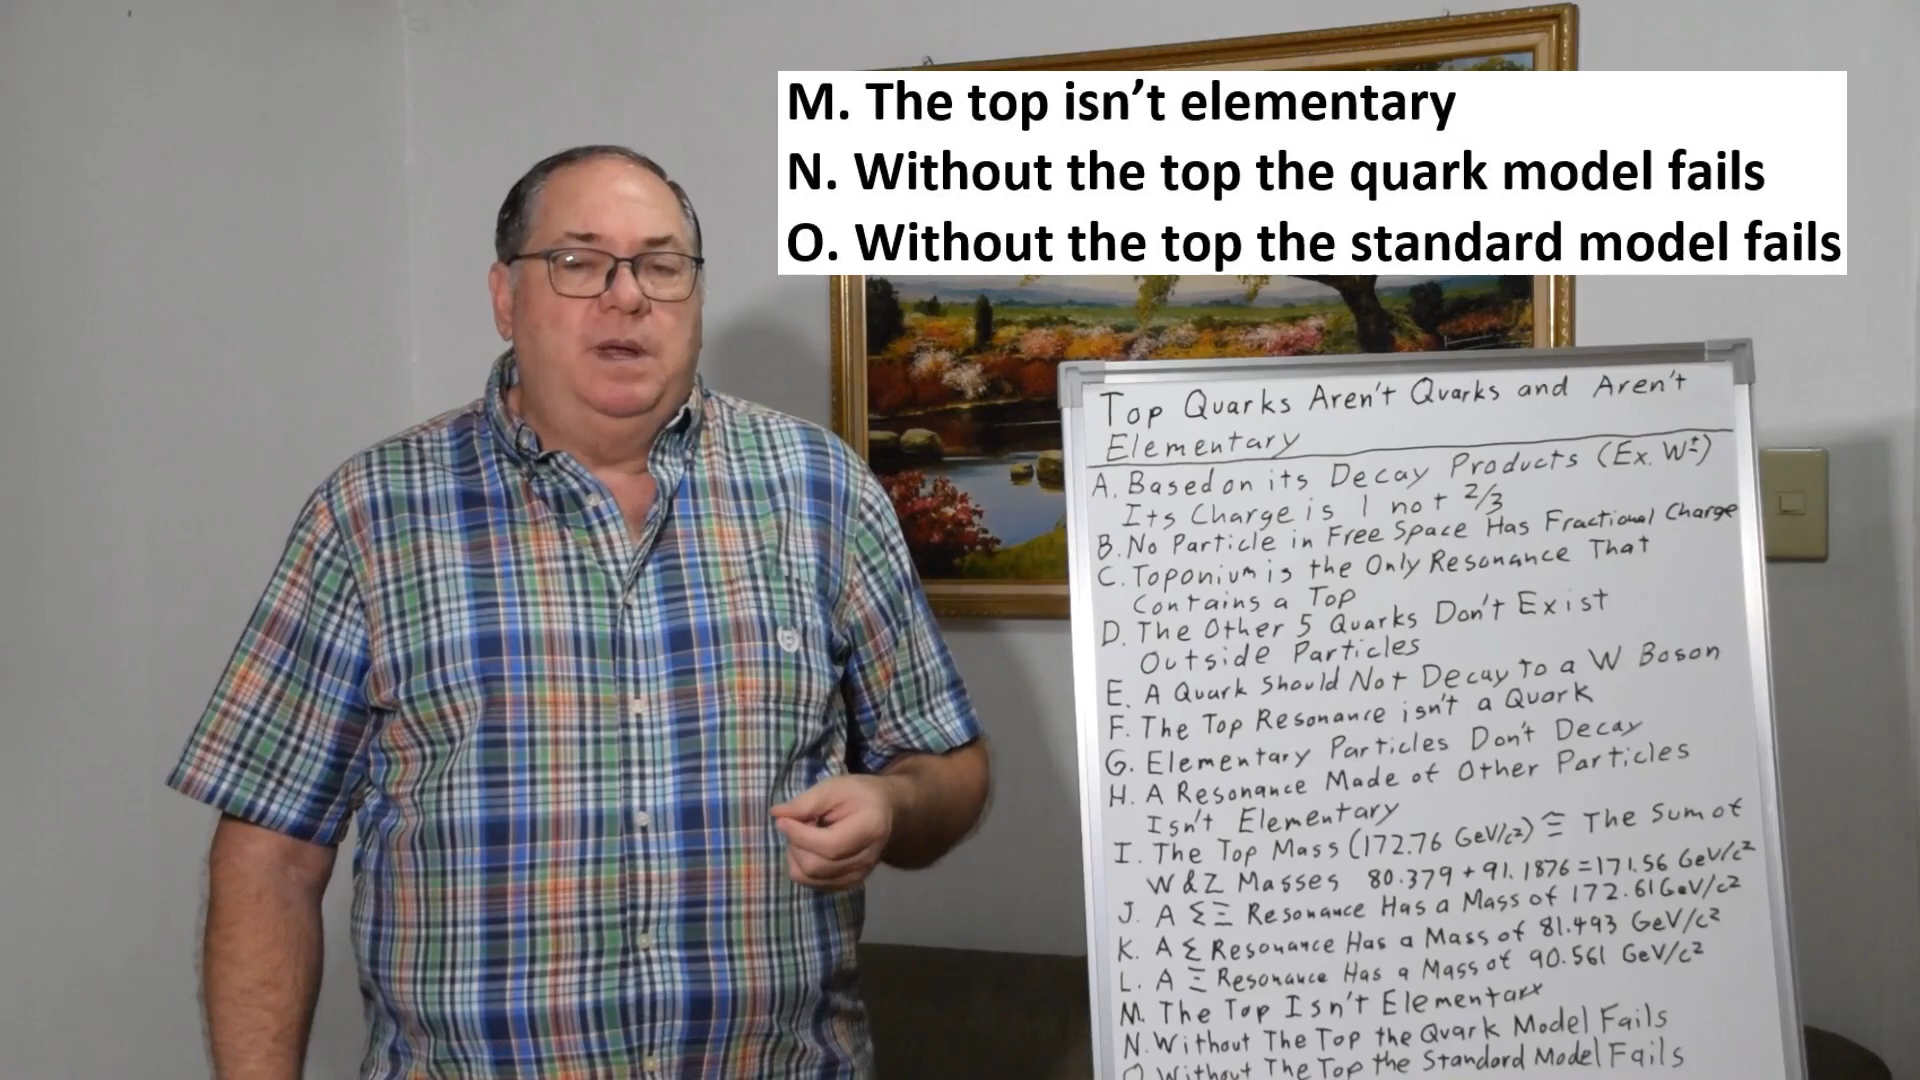 M. The top isn’t elementary
N. Without the top the quark model fails
O. Without the top the standard model fails
Top Quarks Aren't Quarks and Aren't
Elementary
A. Based on its Decay Products (Ex. W±)
Its Charge is 1 not 2/3
B. No Particle in Free Space Has Fractional Charge
C. Toponium is the Only Resonance That
Contains a Top
D. The Other 5 Quarks Don't Exist
Outside Particles
E. A Quark Should Not Decay to a W Boson
F. The Top Resonance isn't a Quark
G. Elementary Particles Don't Decay
H. A Resonance Made of Other Particles
Isn't Elementary
I. The Top Mass (172.76 GeV/c²) ≅ The Sum of
W & Z Masses 80.379 + 91.1876 = 171.56 GeV/c²
J. A ΣΞ Resonance Has a Mass of 172.61 GeV/c²
K. A Σ Resonance Has a Mass of 81.493 GeV/c²
L. A Ξ Resonance Has a Mass of 90.561 GeV/c²
M. The Top Isn't Elementary
N. Without The Top the Quark Model Fails
O. Without The Top the Standard Model Fails